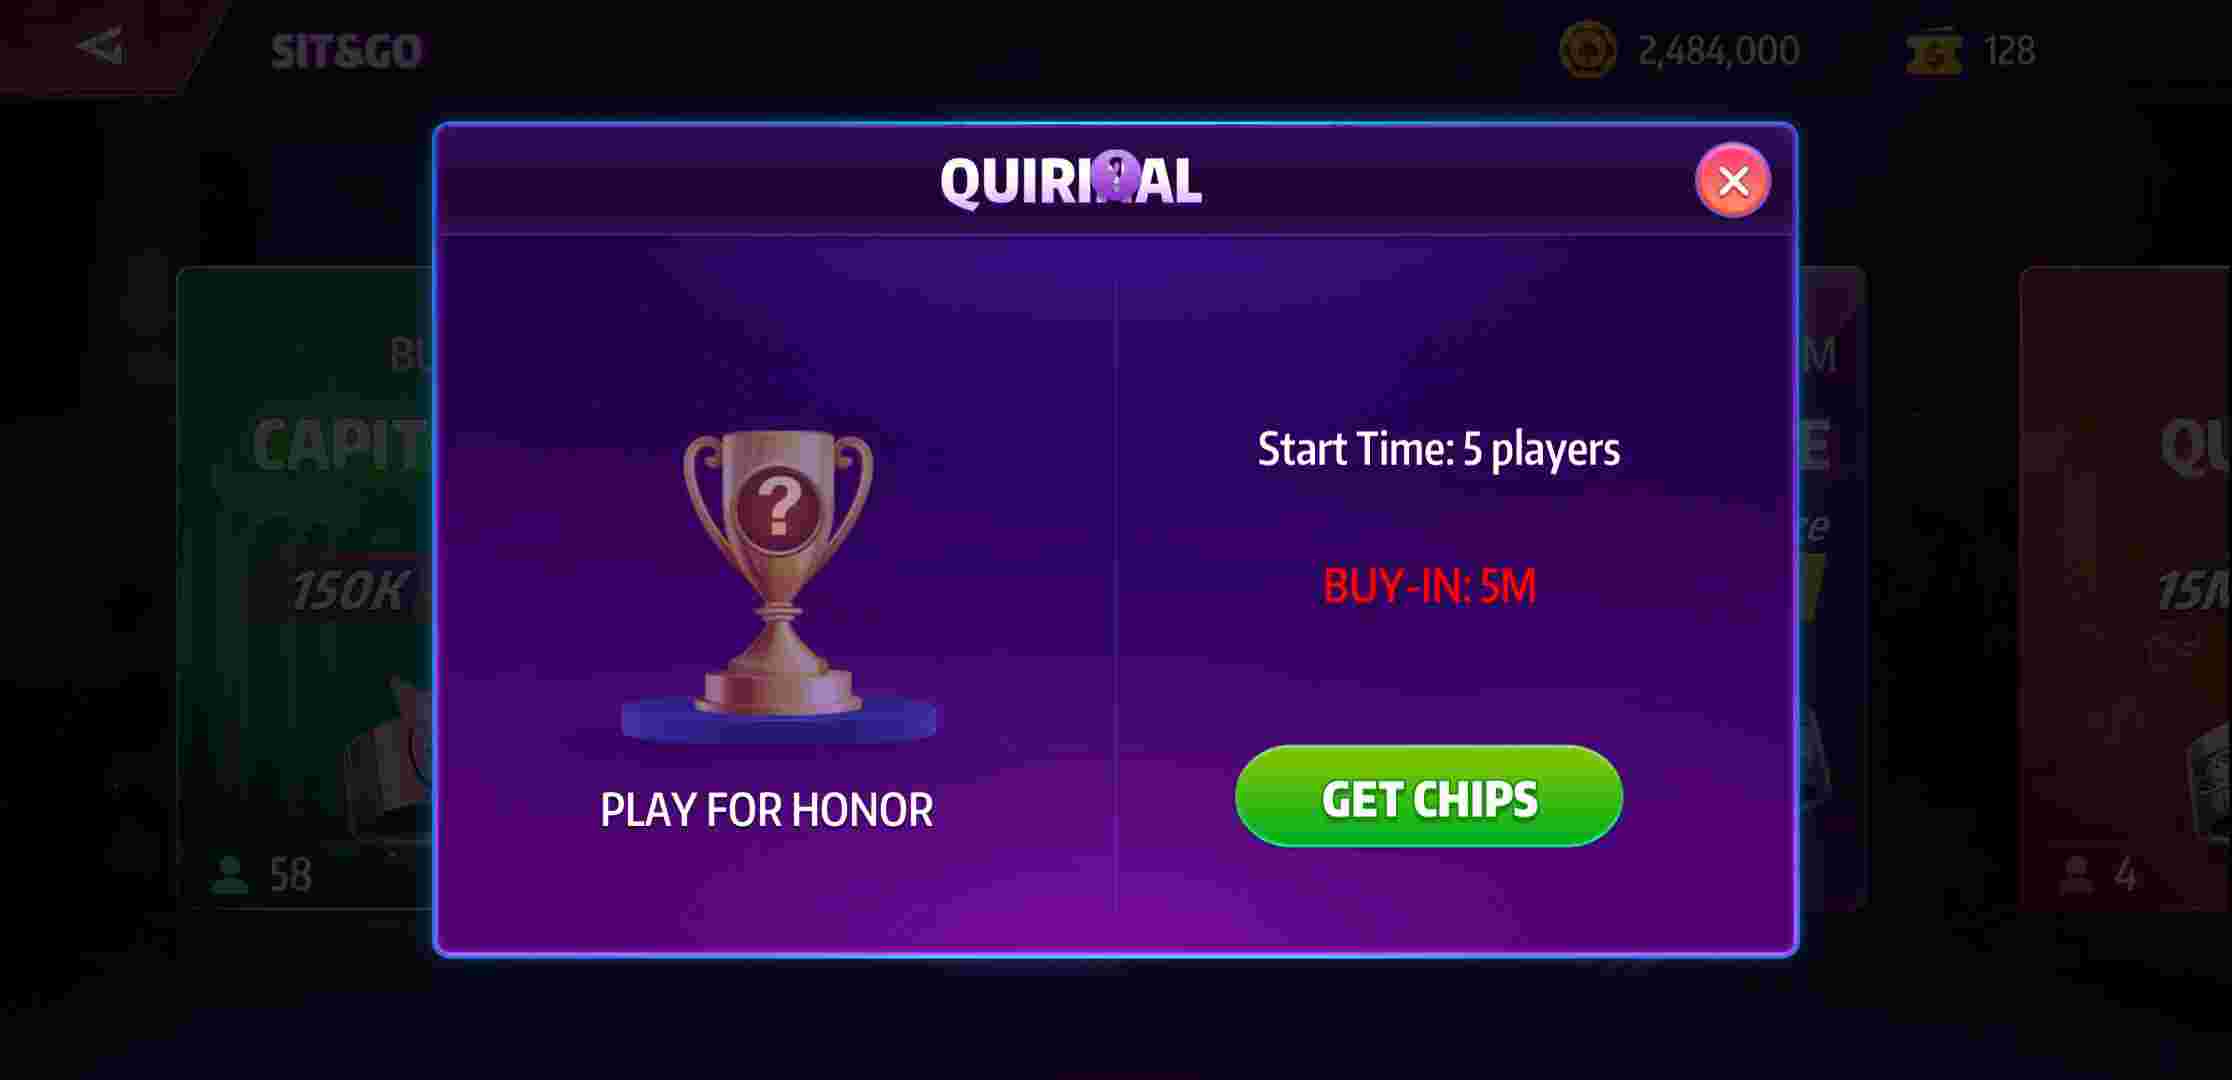 SIT&GO
2,484,000
128
QUIRINAL
BU
M
CAPIT
E
QU
ze
150K
15M
?
Start Time: 5 players
BUY-IN: 5M
PLAY FOR HONOR
GET CHIPS
58
4